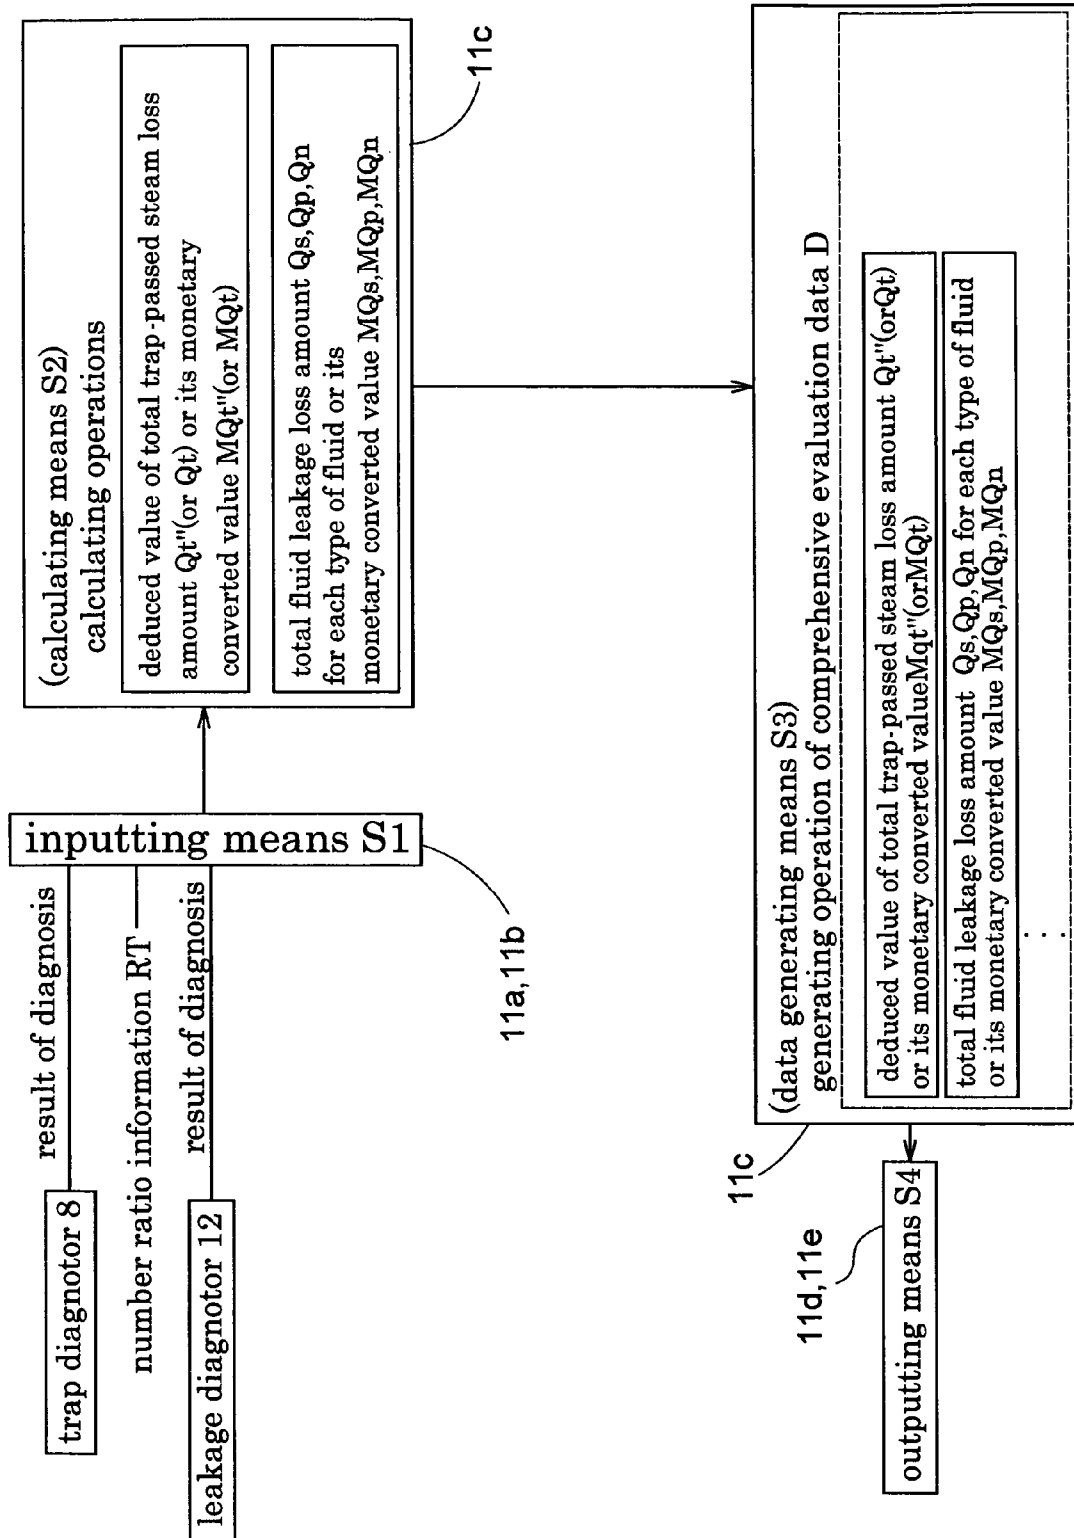 trap diagnotor 8
result of diagnosis
number ratio information RT
leakage diagnotor 12
result of diagnosis
inputting means S1
11a,11b
(calculating means S2)
calculating operations
deduced value of total trap-passed steam loss
amount Qt"(or Qt) or its monetary
converted value MQt"(or MQt)
total fluid leakage loss amount Qs,Qp,Qn
for each type of fluid or its
monetary converted value MQs,MQp,MQn
11c
(data generating means S3)
generating operation of comprehensive evaluation data D
deduced value of total trap-passed steam loss amount Qt"(orQt)
or its monetary converted valueMqt"(orMQt)
total fluid leakage loss amount Qs,Qp,Qn for each type of fluid
or its monetary converted value MQs,MQp,MQn
...
11c
outputting means S4
11d,11e